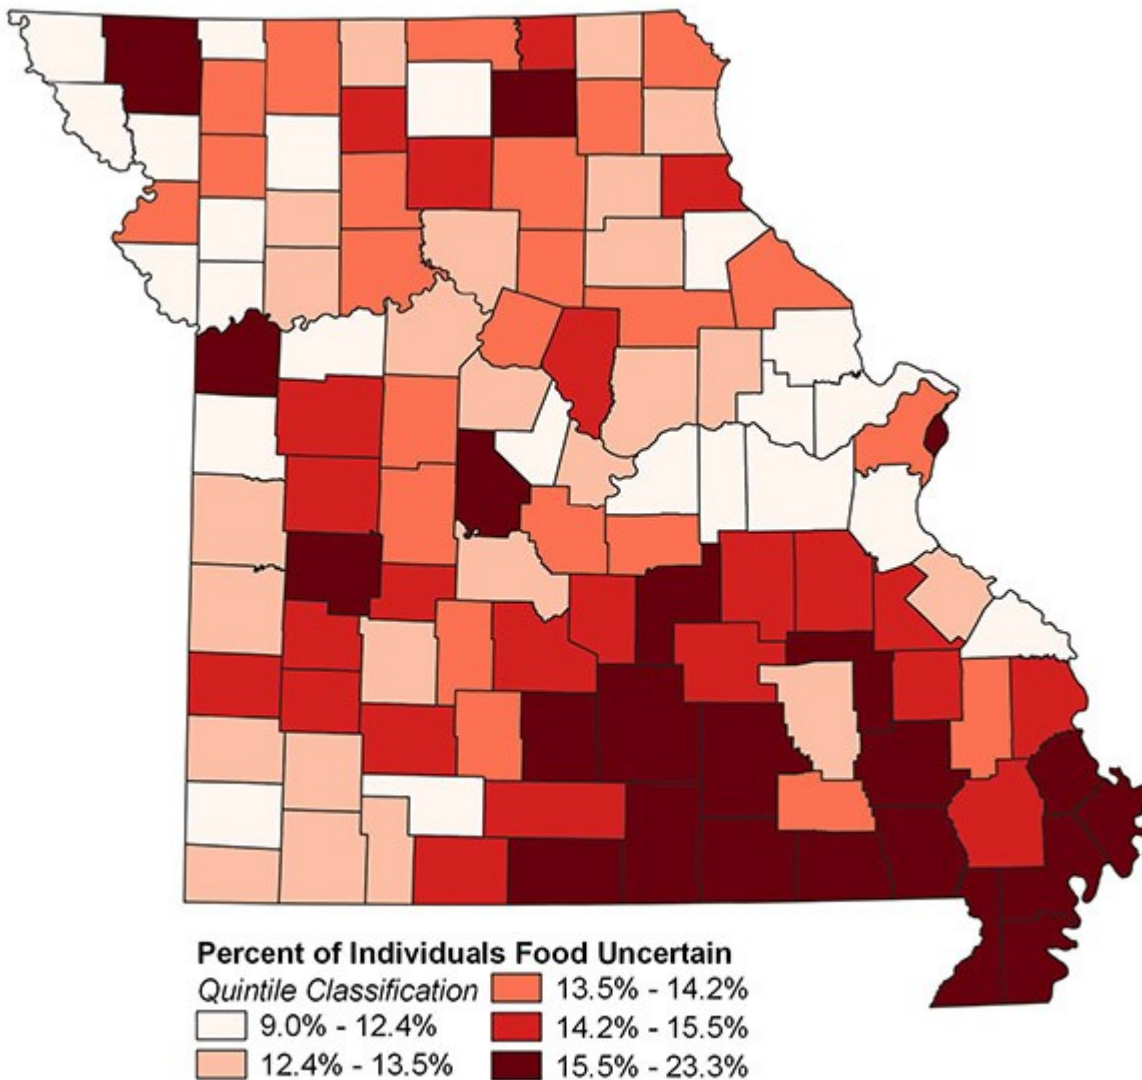 Percent of Individuals Food Uncertain
Quintile Classification
9.0% - 12.4%
12.4% - 13.5%
13.5% - 14.2%
14.2% - 15.5%
15.5% - 23.3%